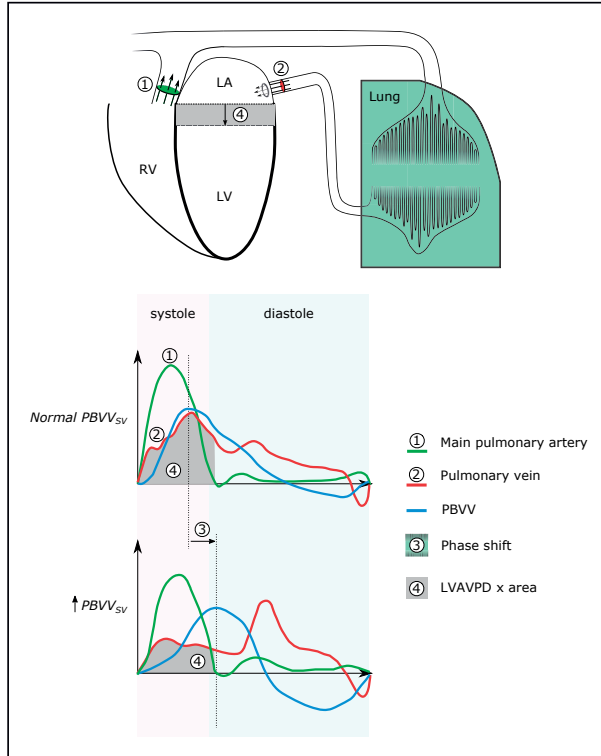 ①
②
LA
Lung
④
RV
LV
systole
diastole
①
Normal PBVV_SV
②
④
① Main pulmonary artery
② Pulmonary vein
PBVV
③
③ Phase shift
④ LVAVPD x area
↑ PBVV_SV
④